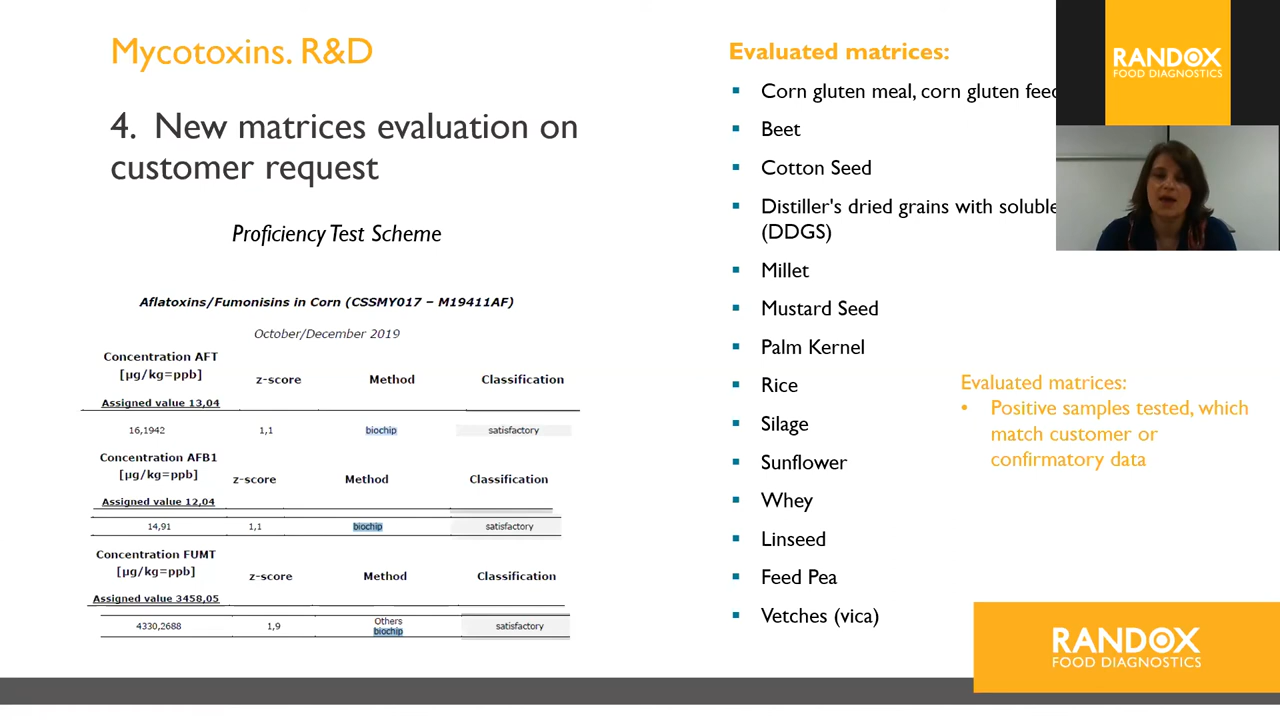 Mycotoxins. R&D
4. New matrices evaluation on
customer request
Proficiency Test Scheme
Aflatoxins/Fumonisins in Corn (CSSMY017 – M19411AF)
October/December 2019
Concentration AFT
[µg/kg=ppb] z-score Method Classification
Assigned value 13,04
16,1942 1,1 biochip satisfactory
Concentration AFB1
[µg/kg=ppb] z-score Method Classification
Assigned value 12,04
14,91 1,1 biochip satisfactory
Concentration FUMT
[µg/kg=ppb] z-score Method Classification
Assigned value 3458,05
4330,2688 1,9 Others biochip satisfactory
Evaluated matrices:
Corn gluten meal, corn gluten feed
Beet
Cotton Seed
Distiller's dried grains with soluble
(DDGS)
Millet
Mustard Seed
Palm Kernel
Rice
Silage
Sunflower
Whey
Linseed
Feed Pea
Vetches (vica)
Evaluated matrices:
• Positive samples tested, which
match customer or
confirmatory data
RANDOX
FOOD DIAGNOSTICS
RANDOX
FOOD DIAGNOSTICS